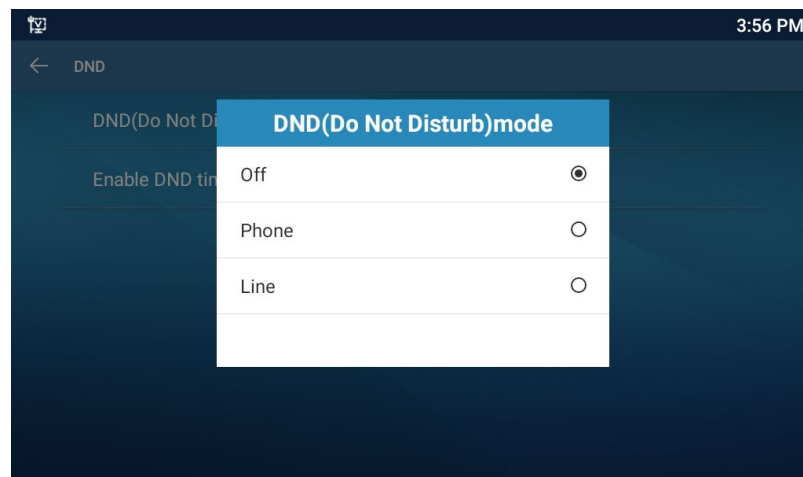 3:56 PM
DND
DND(Do Not Di
Enable DND tin
DND(Do Not Disturb)mode
Off
Phone
Line